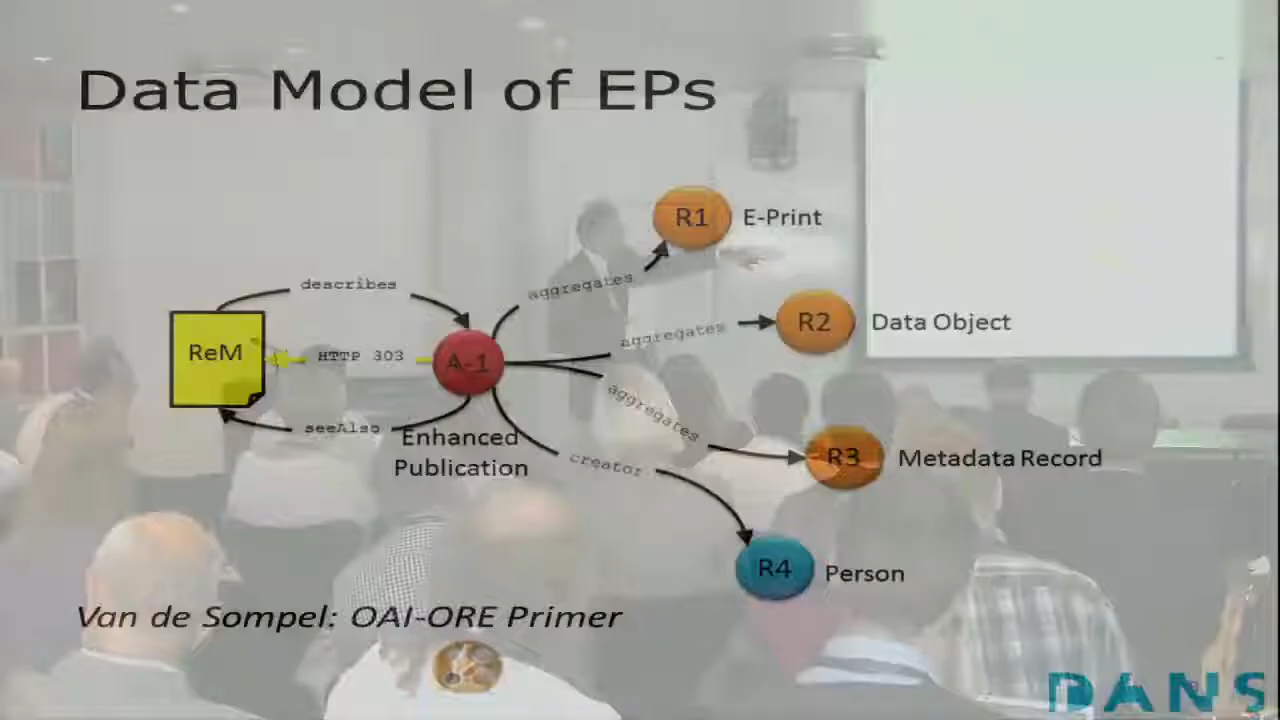 Data Model of EPs
R1 E-Print
describes
aggregates
R2 Data Object
aggregates
ReM
HTTP 303
A-1
aggregates
seeAlso
Enhanced
Publication
creator
R3 Metadata Record
R4 Person
Van de Sompel: OAI-ORE Primer
DANS